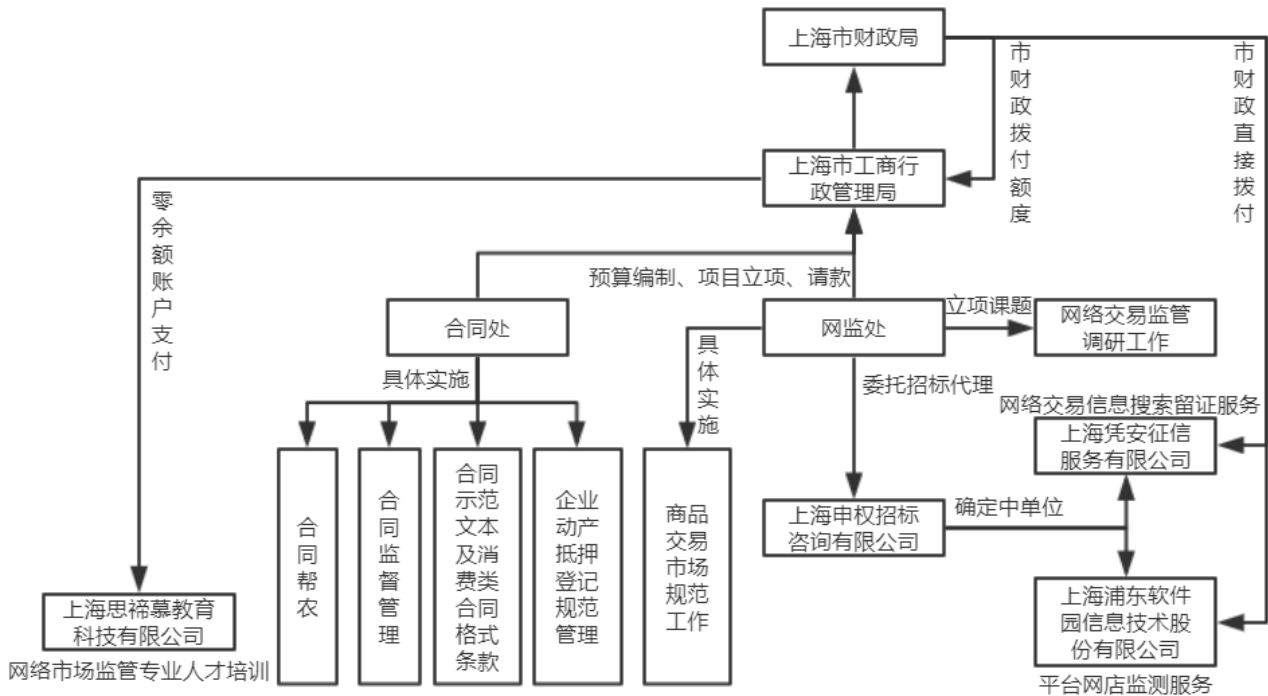 上海市财政局
市财政拨付额度
市财政直接拨付
上海市工商行
政管理局
零余额账户支付
预算编制、项目立项、请款
合同处
网监处
立项课题
网络交易监管
调研工作
具体实施
具体实施
委托招标代理
网络交易信息搜索留证服务
上海凭安征信
服务有限公司
合同帮农
合同监督管理
合同
示范
文本
及消
费类
合同
格式
条款
企业
动产
抵押
登记
规范
管理
商品
交易
市场
规范
工作
上海申权招标
咨询有限公司
确定中单位
上海思褅慕教育
科技有限公司
网络市场监管专业人才培训
上海浦东软件
园信息技术股
份有限公司
平台网店监测服务